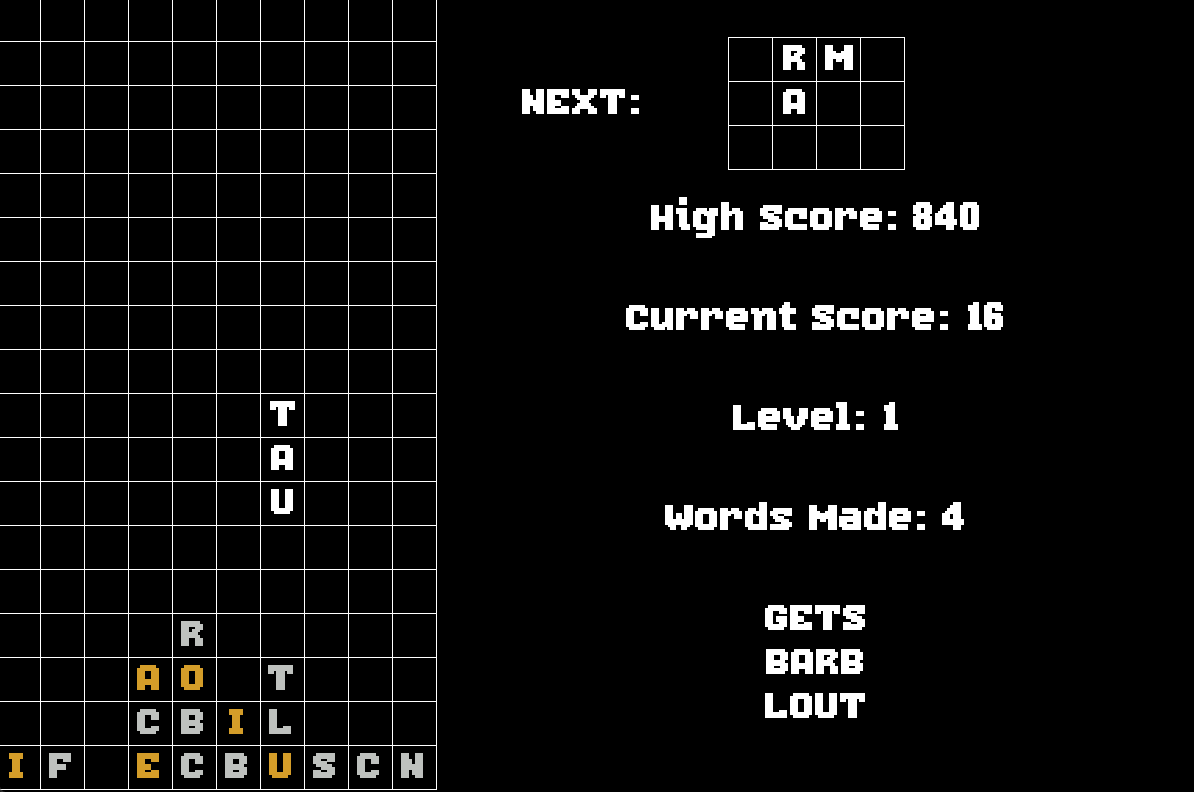 R M
A
NEXT:
High Score: 840
Current Score: 16
Level: 1
T
A
U
Words Made: 4
GETS
BARB
LOUT
R
A O T
C B I L
I F E C B U S C N